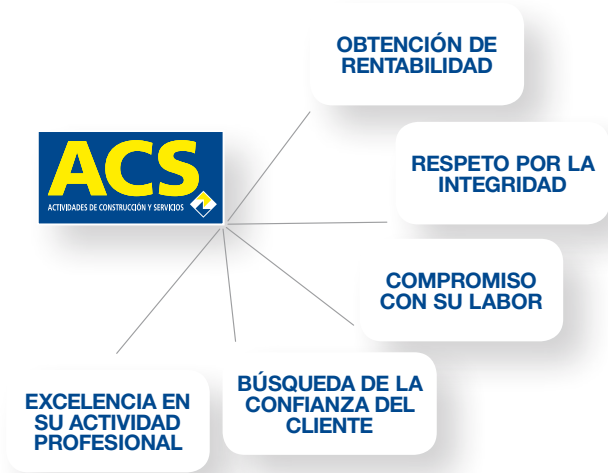 OBTENCIÓN DE
RENTABILIDAD
ACS
ACTIVIDADES DE CONSTRUCCIÓN Y SERVICIOS
RESPETO POR LA
INTEGRIDAD
COMPROMISO
CON SU LABOR
BÚSQUEDA DE LA
CONFIANZA DEL
CLIENTE
EXCELENCIA EN
SU ACTIVIDAD
PROFESIONAL